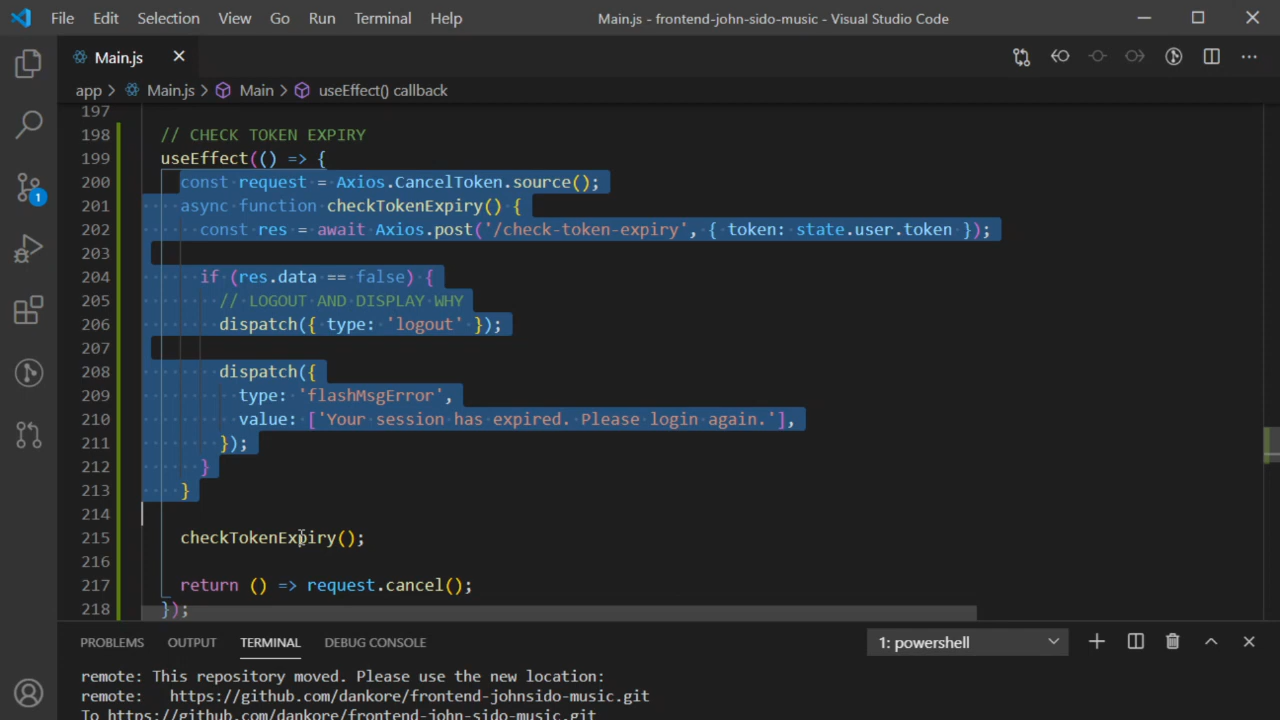 File Edit Selection View Go Run Terminal Help Main.js - frontend-john-sido-music - Visual Studio Code
Main.js
app > Main.js > Main > useEffect() callback
197
198 // CHECK TOKEN EXPIRY
199 useEffect(() => {
200 const request = Axios.CancelToken.source();
201 async function checkTokenExpiry() {
202 const res = await Axios.post('/check-token-expiry', { token: state.user.token });
203
204 if (res.data == false) {
205 // LOGOUT AND DISPLAY WHY
206 dispatch({ type: 'logout' });
207
208 dispatch({
209 type: 'flashMsgError',
210 value: ['Your session has expired. Please login again.'],
211 });
212 }
213 }
214
215 checkTokenExpiry();
216
217 return () => request.cancel();
218 });
1
PROBLEMS OUTPUT TERMINAL DEBUG CONSOLE 1: powershell
remote: This repository moved. Please use the new location:
remote: https://github.com/dankore/frontend-johnsido-music.git
To https://github.com/dankore/frontend-john-sido-music.git